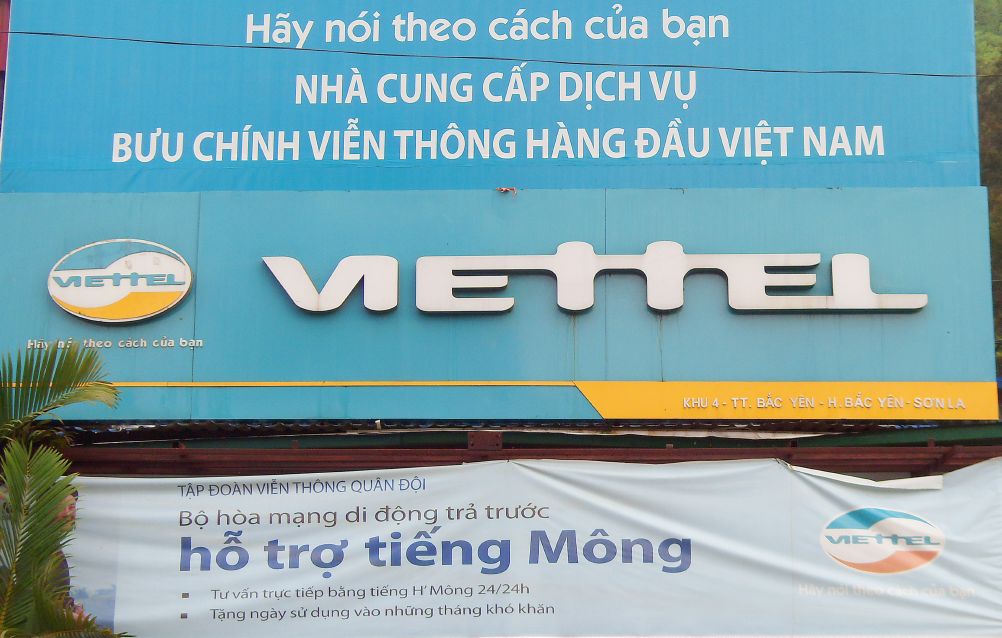 Hãy nói theo cách của bạn
NHÀ CUNG CẤP DỊCH VỤ
BƯU CHÍNH VIỄN THÔNG HÀNG ĐẦU VIỆT NAM
VIETTEL
VIETTEL
Hãy nói theo cách của bạn
KHU 4 - TT. BẮC YÊN - H. BẮC YÊN - SƠN LA
TẬP ĐOÀN VIỄN THÔNG QUÂN ĐỘI
Bộ hòa mạng di động trả trước
hỗ trợ tiếng Mông
Tư vấn trực tiếp bằng tiếng H'Mông 24/24h
Tặng ngày sử dụng vào những tháng khó khăn
VIETTEL
Hãy nói theo cách của bạn